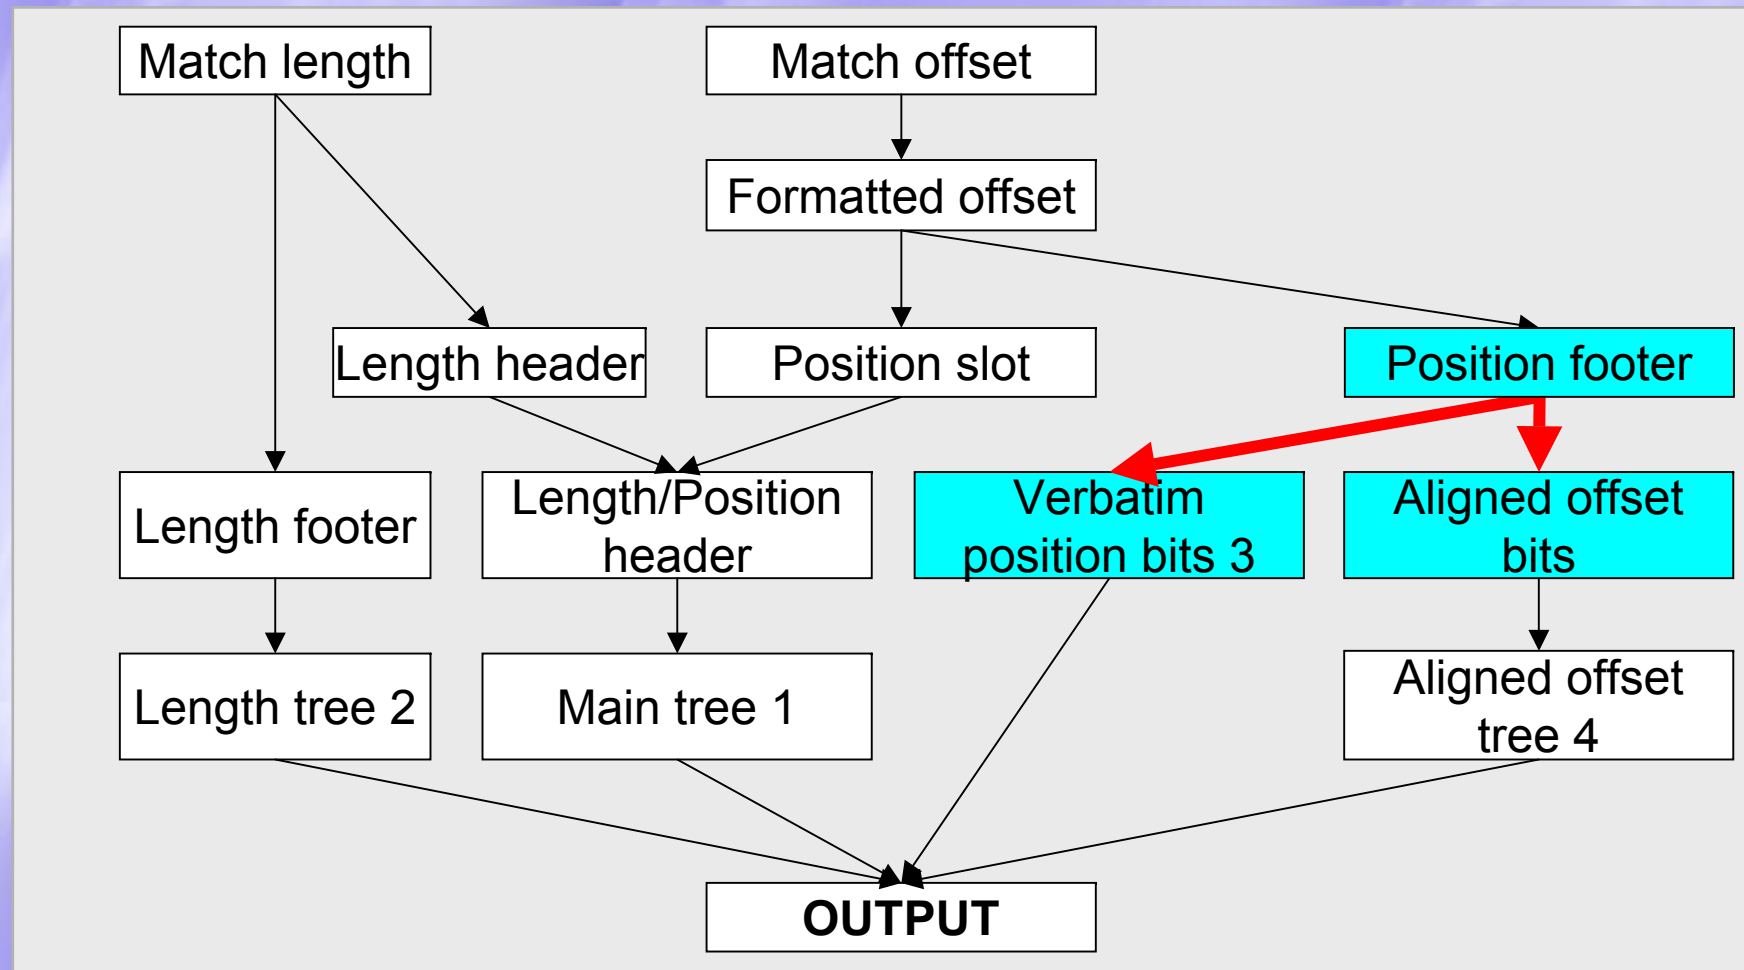 Match length
Match offset
Formatted offset
Length header
Position slot
Position footer
Length footer
Length/Position
header
Verbatim
position bits 3
Aligned offset
bits
Length tree 2
Main tree 1
Aligned offset
tree 4
OUTPUT